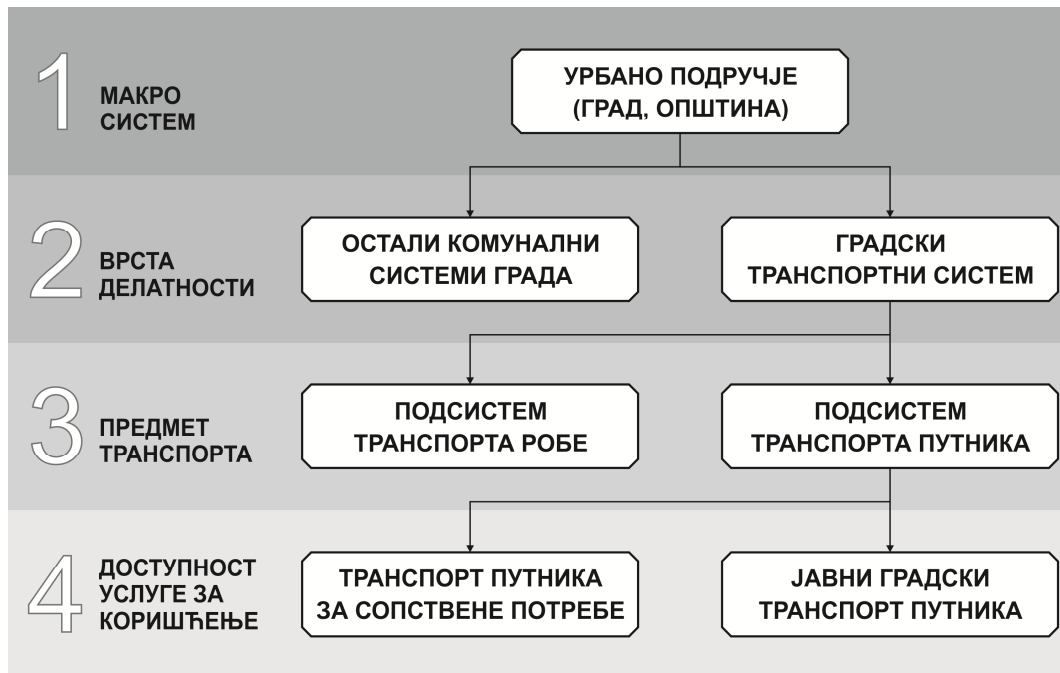 1
МАКРО
СИСТЕМ
УРБАНО ПОДРУЧЈЕ
(ГРАД, ОПШТИНА)
2
ВРСТА
ДЕЛАТНОСТИ
ОСТАЛИ КОМУНАЛНИ
СИСТЕМИ ГРАДА
ГРАДСКИ
ТРАНСПОРТНИ СИСТЕМ
3
ПРЕДМЕТ
ТРАНСПОРТА
ПОДСИСТЕМ
ТРАНСПОРТА РОБЕ
ПОДСИСТЕМ
ТРАНСПОРТА ПУТНИКА
4
ДОСТУПНОСТ
УСЛУГЕ ЗА
КОРИШЋЕЊЕ
ТРАНСПОРТ ПУТНИКА
ЗА СОПСТВЕНЕ ПОТРЕБЕ
ЈАВНИ ГРАДСКИ
ТРАНСПОРТ ПУТНИКА